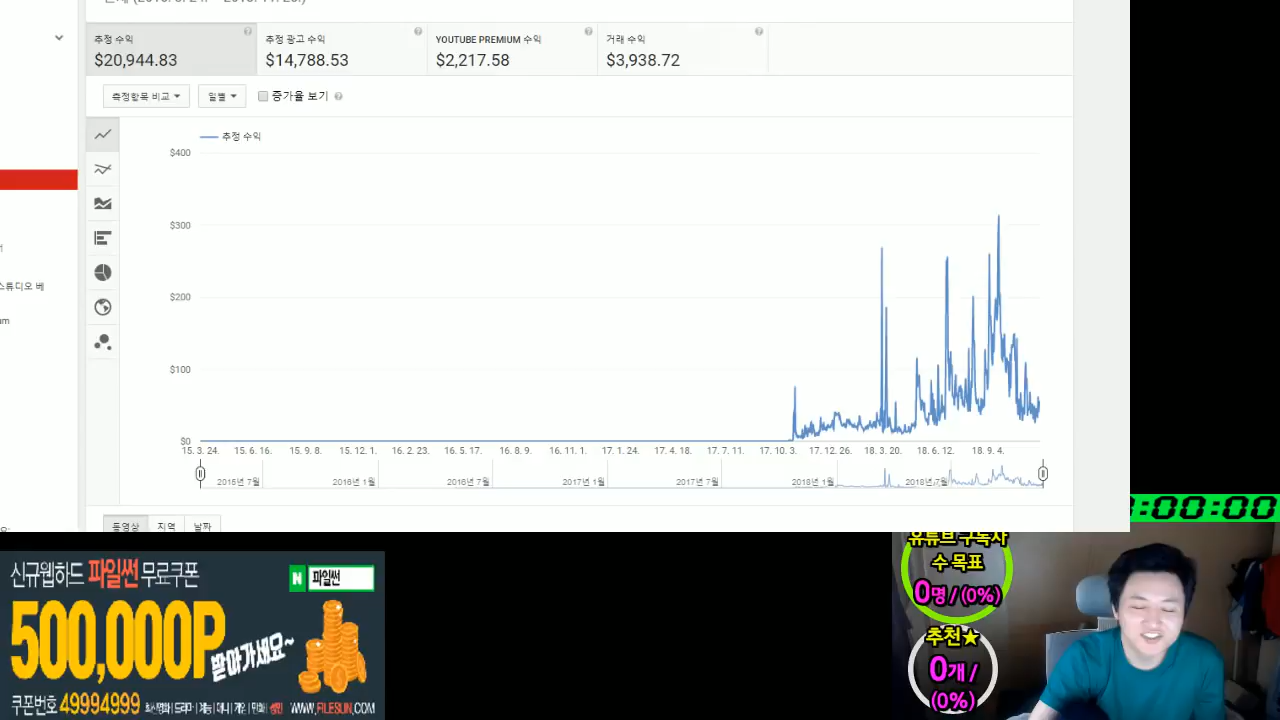 추정 수익
$20,944.83
추정 광고 수익
$14,788.53
YOUTUBE PREMIUM 수익
$2,217.58
거래 수익
$3,938.72
측정항목 비교
일별
증가율 보기
추정 수익
$400
$300
$200
$100
$0
15. 3. 24. 15. 6. 16. 15. 9. 8. 15. 12. 1. 16. 2. 23. 16. 5. 17. 16. 8. 9. 16. 11. 1. 17. 1. 24. 17. 4. 18. 17. 7. 11. 17. 10. 3. 17. 12. 26. 18. 3. 20. 18. 6. 12. 18. 9. 4.
2015년 7월 2016년 1월 2016년 7월 2017년 1월 2017년 7월 2018년 1월 2018년 7월
동영상 지역 날짜
스튜디오 베
um
:00:00
신규웹하드 파일썬 무료쿠폰
N 파일썬
500,000P
받아가세요~
쿠폰번호 49994999
WWW.FILESUN.COM
유튜브 구독자
수 목표
0명/(0%)
추천★
0개/
(0%)